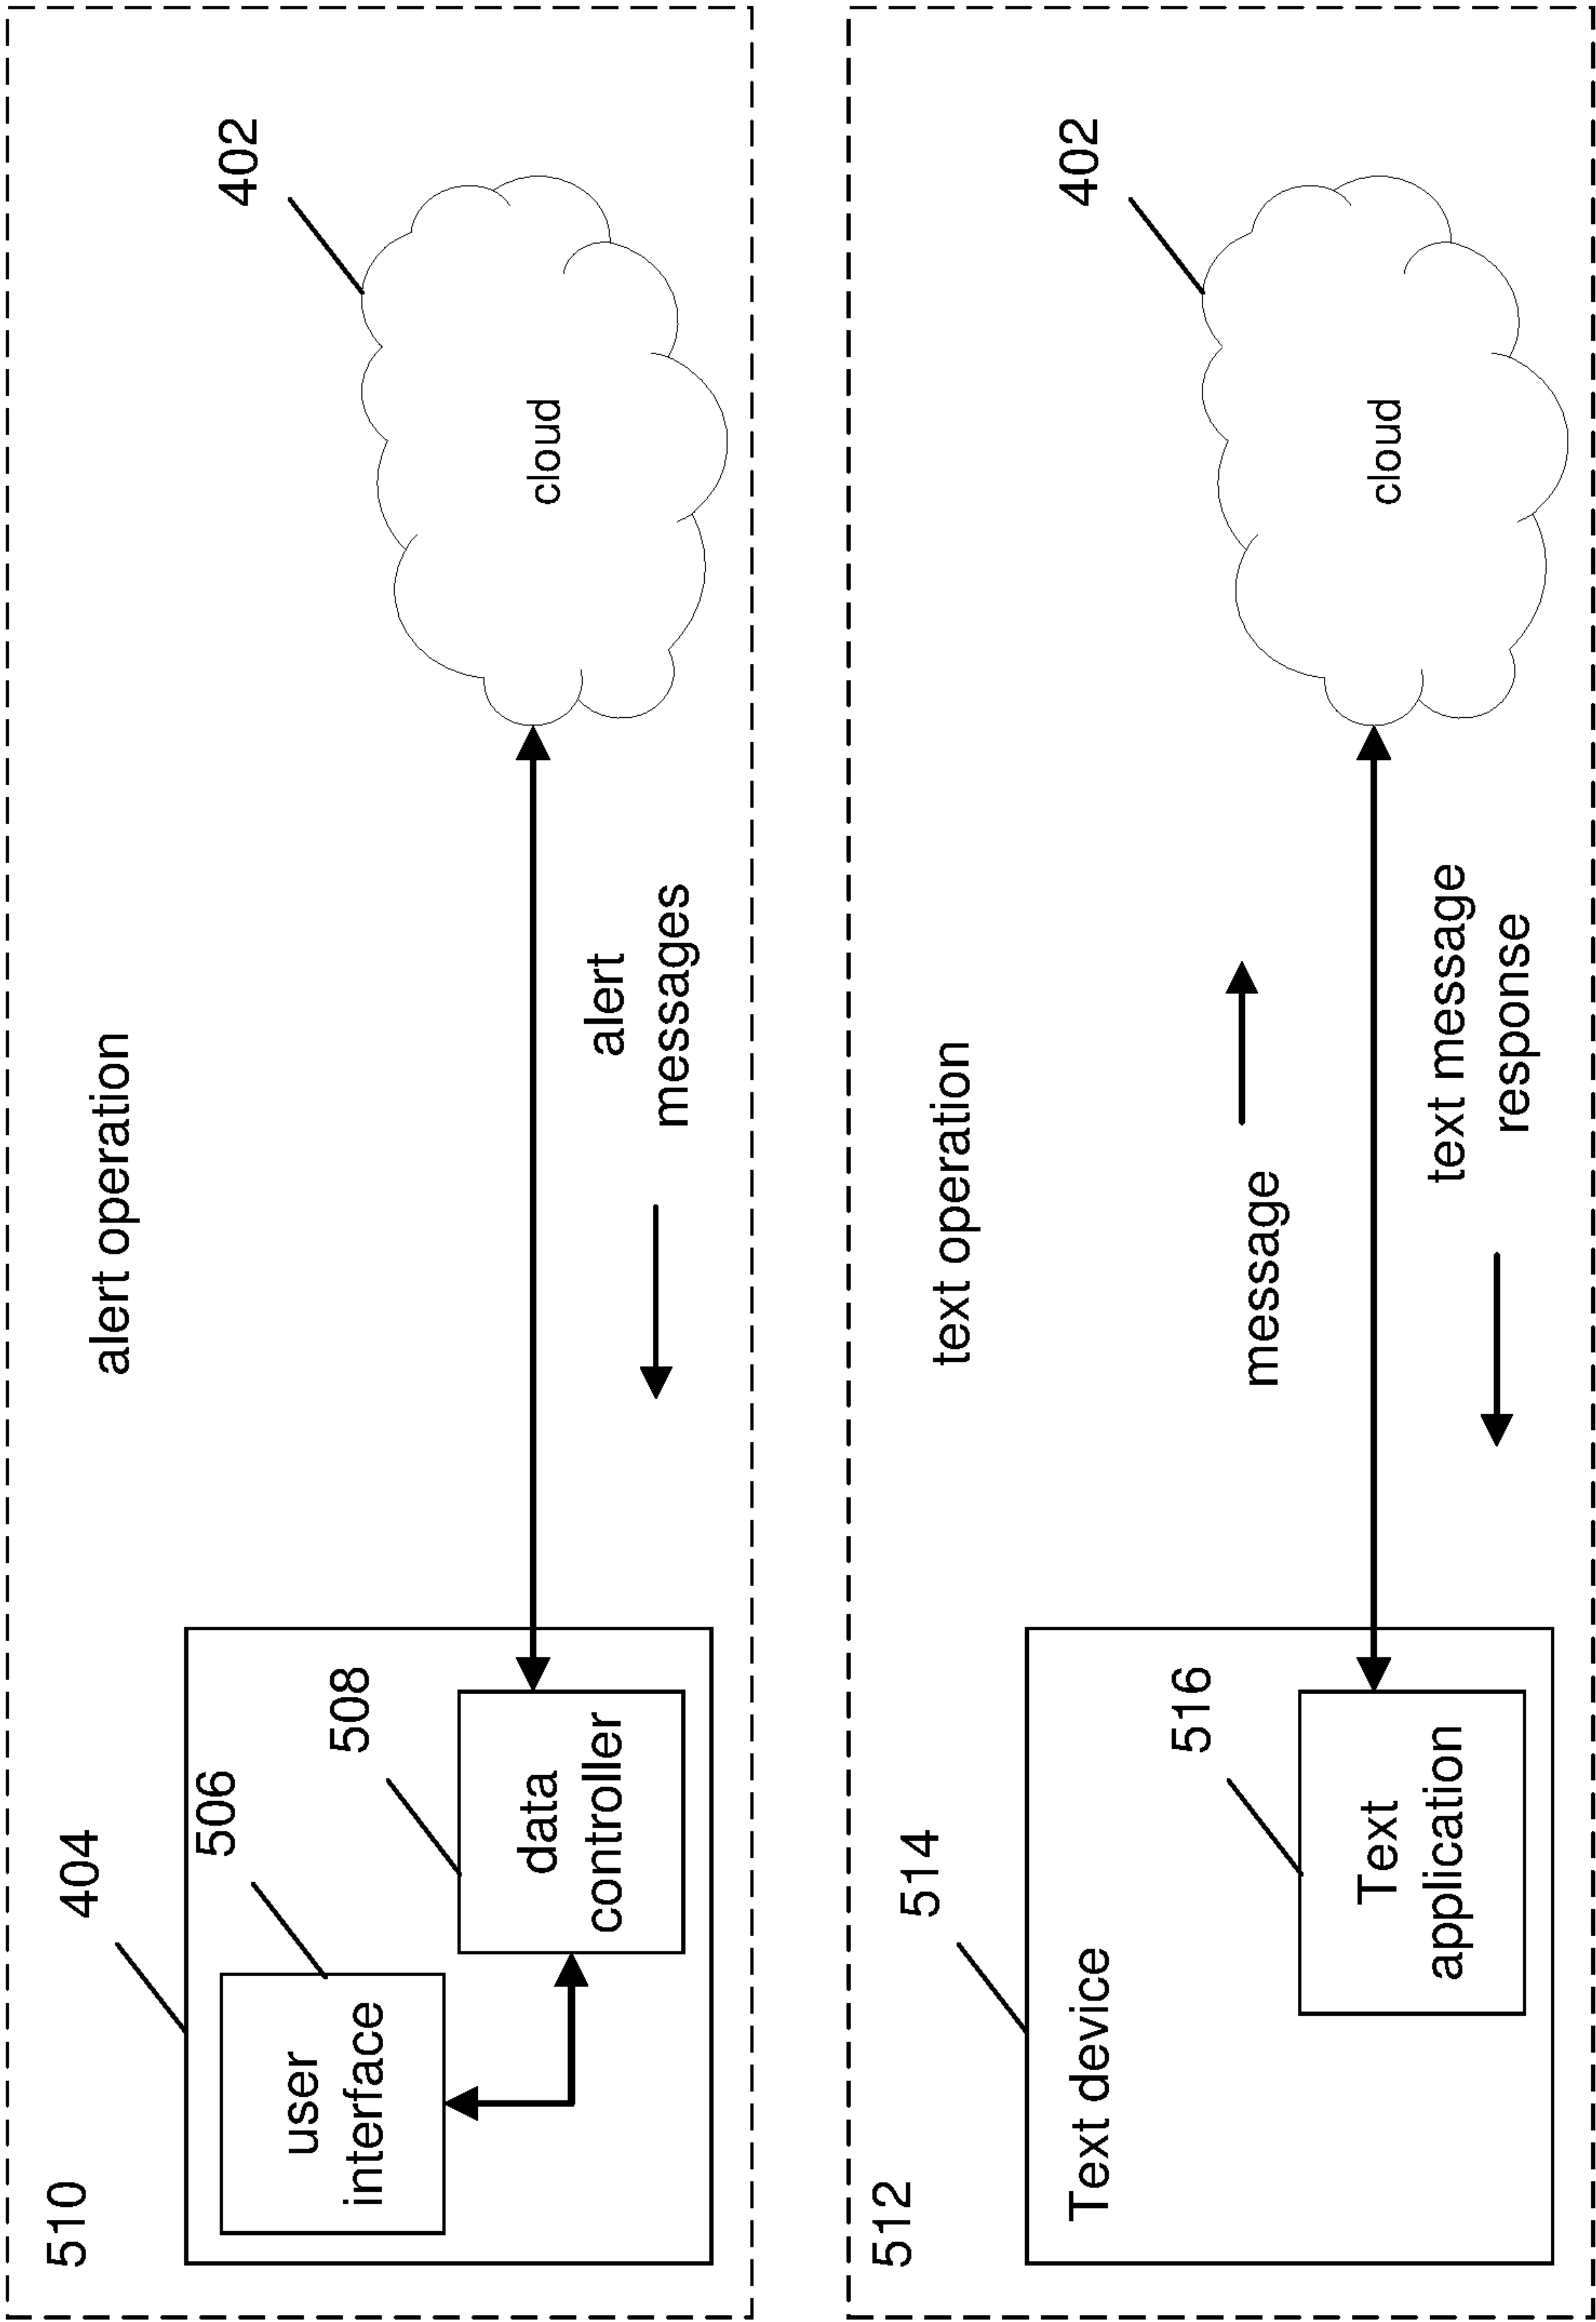 510
alert operation
404
506
user
interface
508
data
controller
alert
messages
402
cloud
512
text operation
514
Text device
516
Text
application
message
text message
response
402
cloud